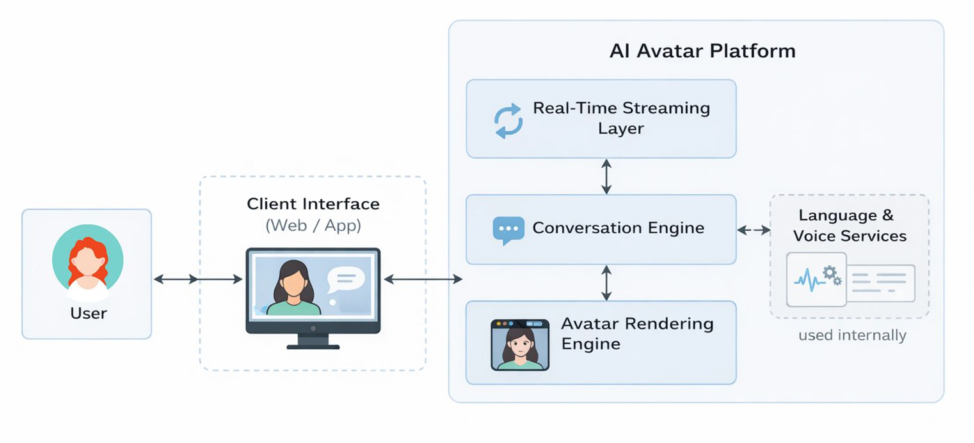 AI Avatar Platform
Real-Time Streaming
Layer
Client Interface
(Web / App)
Conversation Engine
Language &
Voice Services
User
Avatar Rendering
Engine
used internally